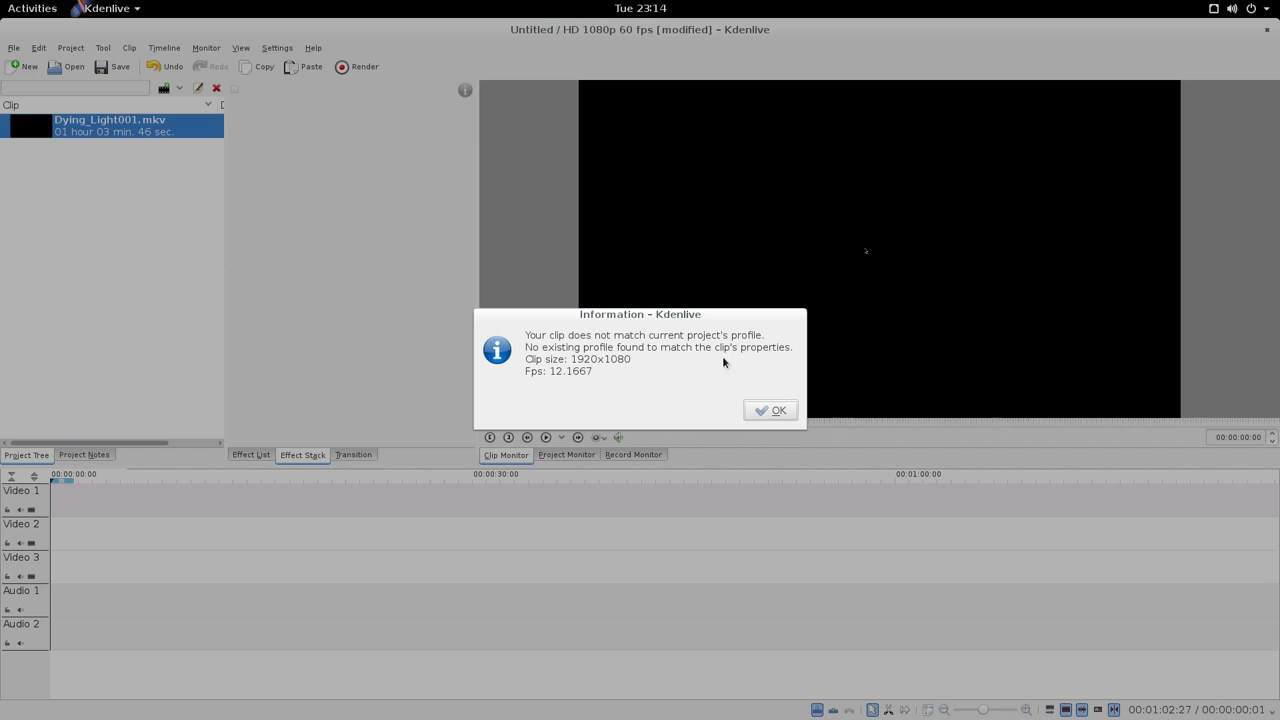 Activities
Kdenlive
Tue 23:14
Untitled / HD 1080p 60 fps [modified] – Kdenlive
File Edit Project Tool Clip Timeline Monitor View Settings Help
New Open Save Undo Redo Copy Paste Render
Clip
Dying_Light001.mkv
01 hour 03 min. 46 sec.
Information – Kdenlive
Your clip does not match current project's profile.
No existing profile found to match the clip's properties.
Clip size: 1920x1080
Fps: 12.1667
OK
00:00:00:00
Project Tree Project Notes Effect List Effect Stack Transition Clip Monitor Project Monitor Record Monitor
00:00:00:00 00:00:30:00 00:01:00:00
Video 1
Video 2
Video 3
Audio 1
Audio 2
00:01:02:27 / 00:00:00:01